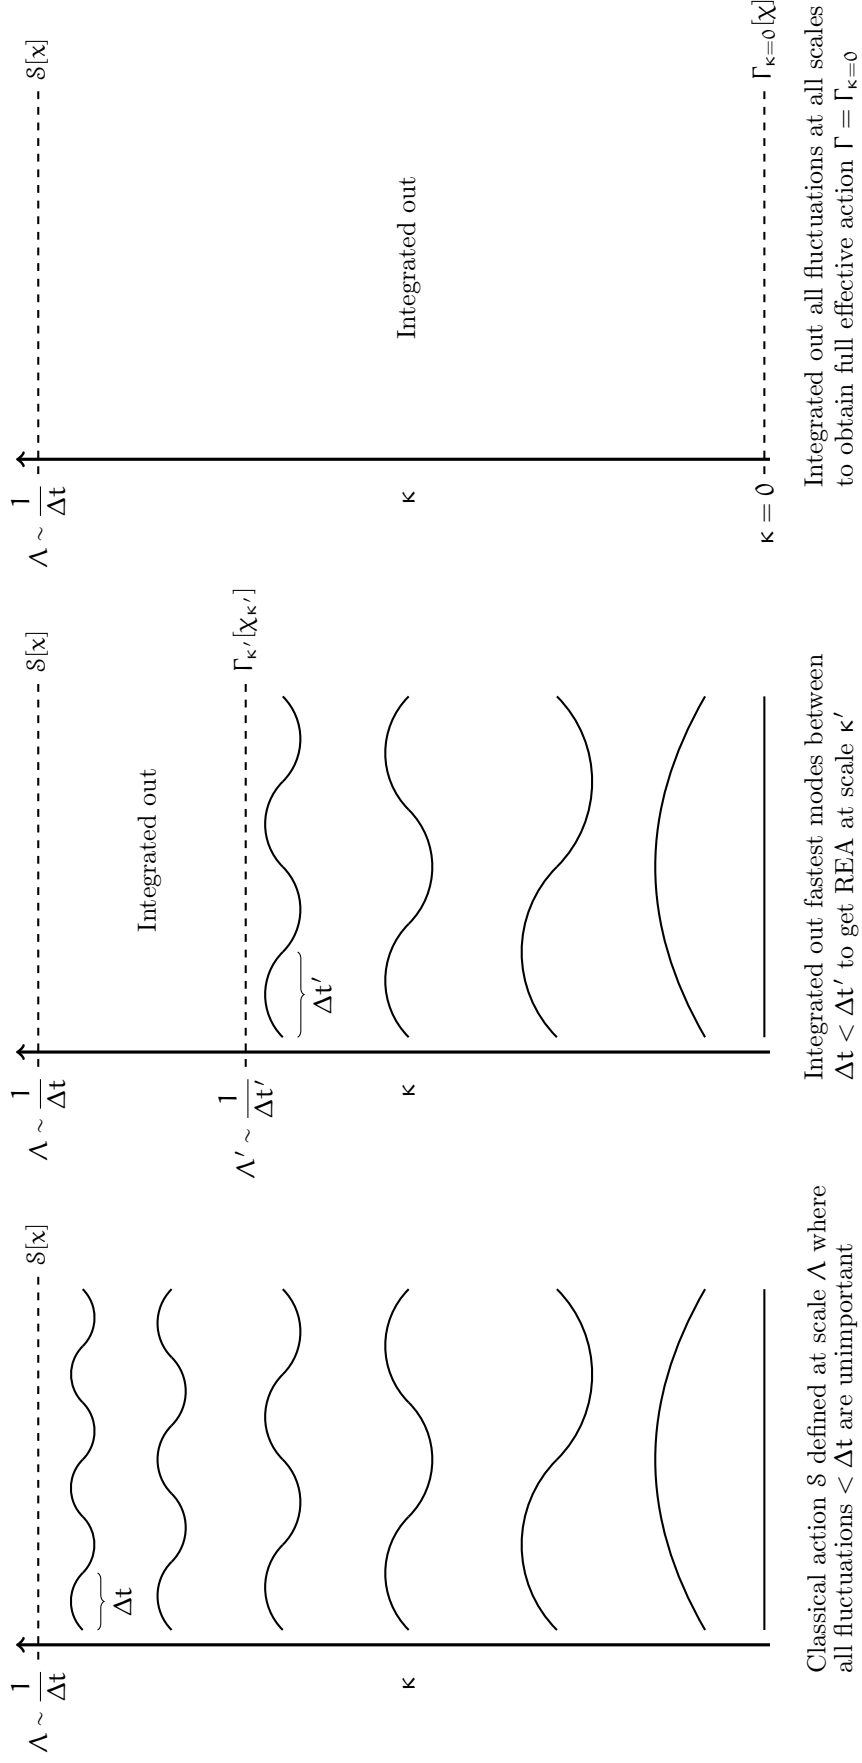 Λ ~ 1/Δt
S[χ]
Δt
κ
Classical action S defined at scale Λ where
all fluctuations < Δt are unimportant
Λ ~ 1/Δt
S[χ]
Integrated out
Λ′ ~ 1/Δt′
Γκ′[χκ′]
Δt′
κ
Integrated out fastest modes between
Δt < Δt′ to get REA at scale κ′
Λ ~ 1/Δt
S[χ]
Integrated out
κ
κ = 0
Γκ=0[χ]
Integrated out all fluctuations at all scales
to obtain full effective action Γ = Γκ=0